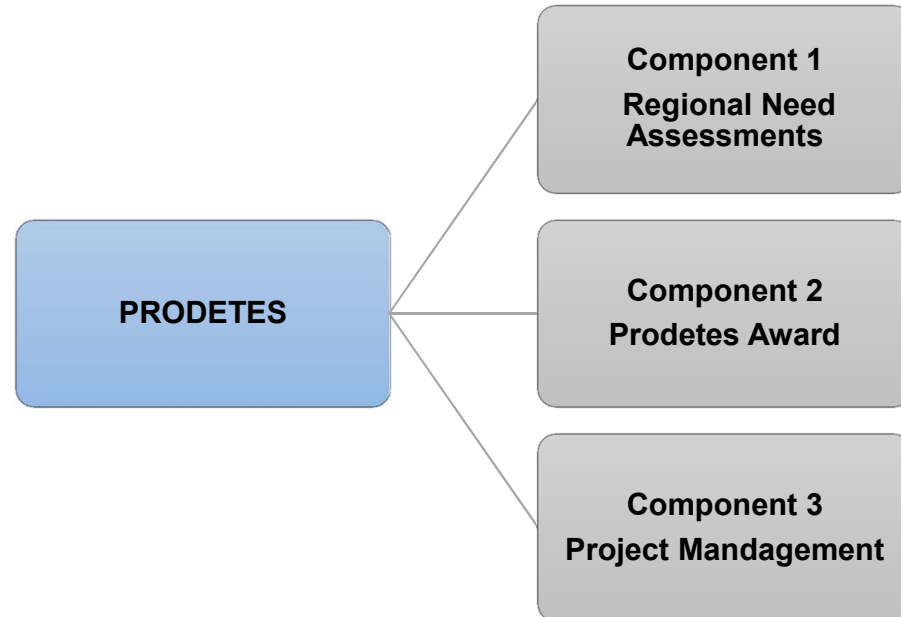 Component 1
Regional Need
Assessments
PRODETES
Component 2
Prodetes Award
Component 3
Project Mandagement